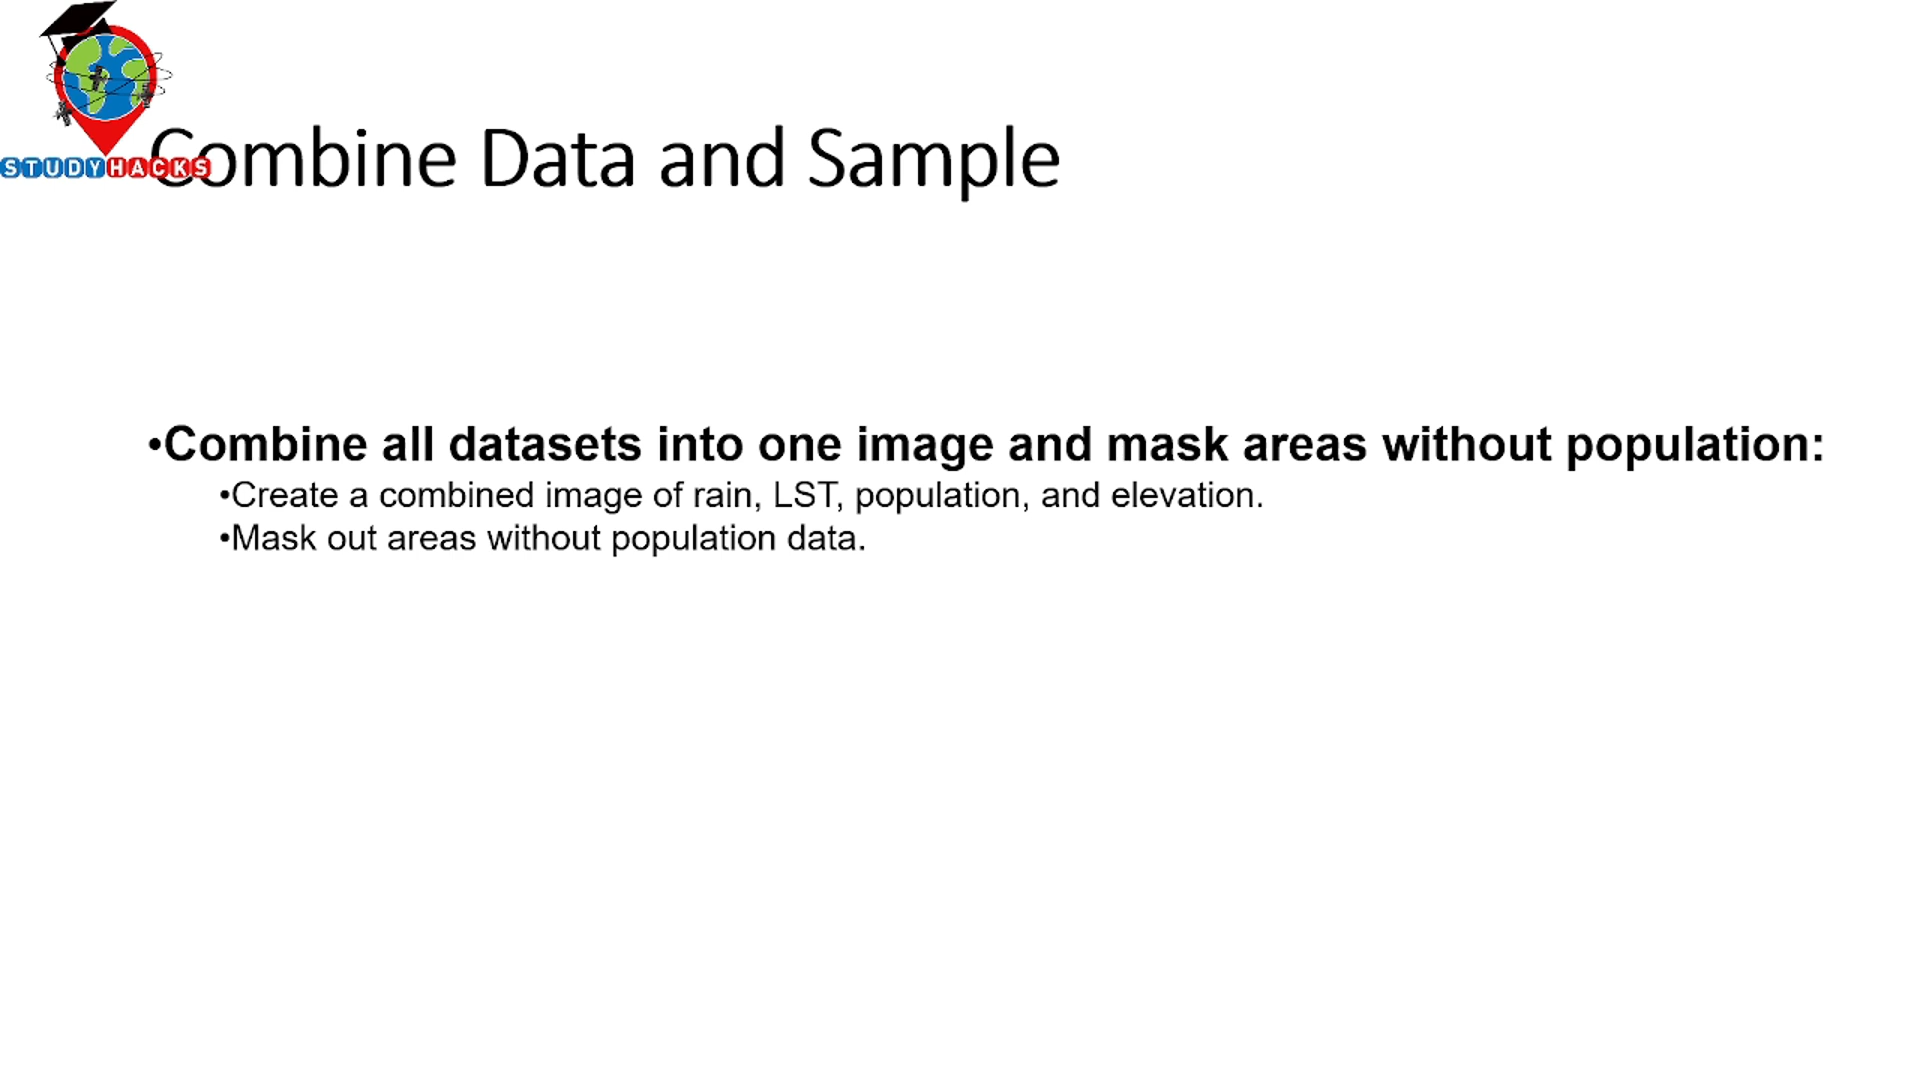 STUDYHACKS
Combine Data and Sample
•Combine all datasets into one image and mask areas without population:
•Create a combined image of rain, LST, population, and elevation.
•Mask out areas without population data.